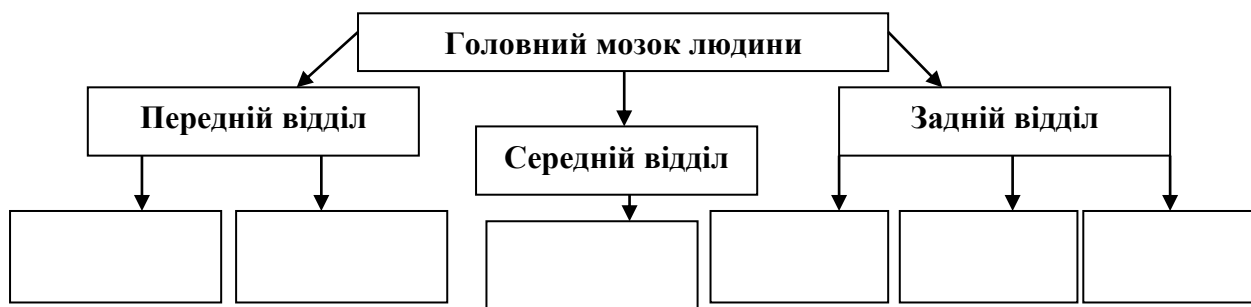 Головний мозок людини
Передній відділ
Середній відділ
Задній відділ